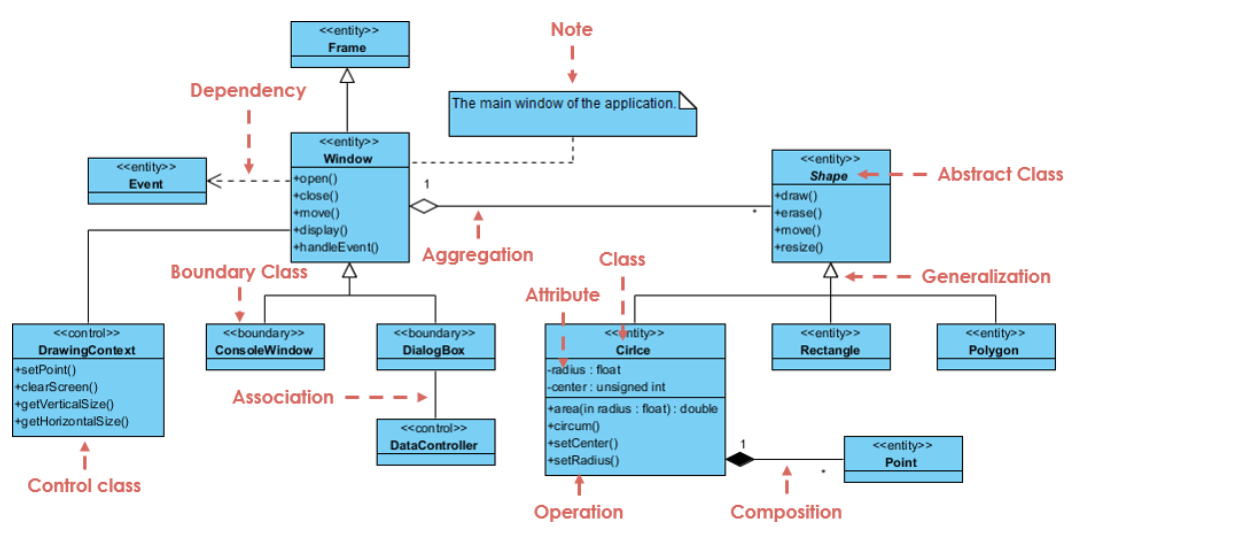 Note
<<entity>>
Frame
Dependency
The main window of the application.
<<entity>>
Window
+open()
+close()
+move()
+display()
+handleEvent()
<<entity>>
Event
1
*
<<entity>>
Shape
+draw()
+erase()
+move()
+resize()
Abstract Class
Aggregation
Boundary Class
Class
Generalization
Attribute
<<control>>
DrawingContext
+setPoint()
+clearScreen()
+getVerticalSize()
+getHorizontalSize()
<<boundary>>
ConsoleWindow
<<boundary>>
DialogBox
<<entity>>
Cirlce
-radius : float
-center : unsigned int
+area(in radius : float) : double
+circum()
+setCenter()
+setRadius()
<<entity>>
Rectangle
<<entity>>
Polygon
Association
<<control>>
DataController
1
*
<<entity>>
Point
Control class
Operation
Composition